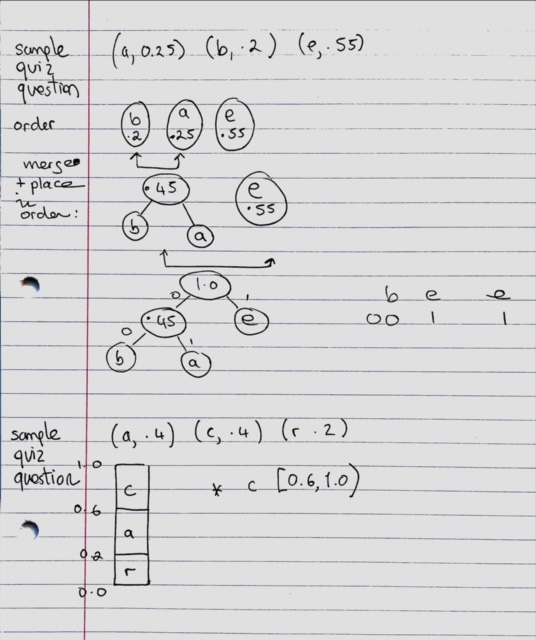 sample (a, 0.25) (b, .2) (e, .55)
quiz
question
order b a e
.2 .25 .55
merge
+ place .45 e
in .55
order:
b a
1.0
0 1
b e e
.45 e 00 1 1
0 1
b a
sample (a, .4) (c, .4) (r .2)
quiz
question
1.0
c * c [0.6, 1.0)
0.6
a
0.2
r
0.0